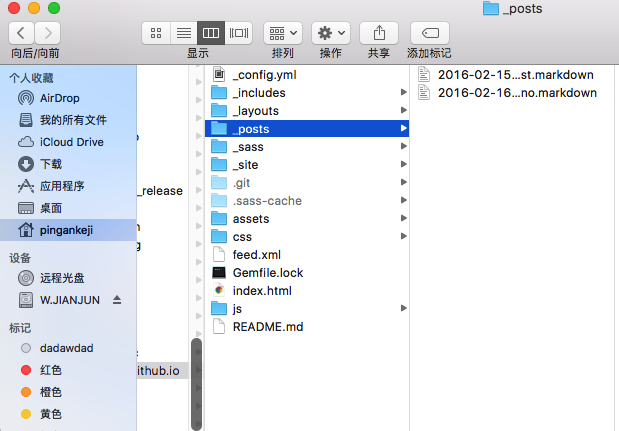 _posts
向后/向前
显示
排列
操作
共享
添加标记
个人收藏
AirDrop
我的所有文件
iCloud Drive
下载
应用程序
桌面
pingankeji
设备
远程光盘
W.JIANJUN
标记
dadawdad
红色
橙色
黄色
_release
ithub.io
_config.yml
_includes
_layouts
_posts
_sass
_site
.git
.sass-cache
assets
css
feed.xml
Gemfile.lock
index.html
js
README.md
2016-02-15...st.markdown
2016-02-16...no.markdown